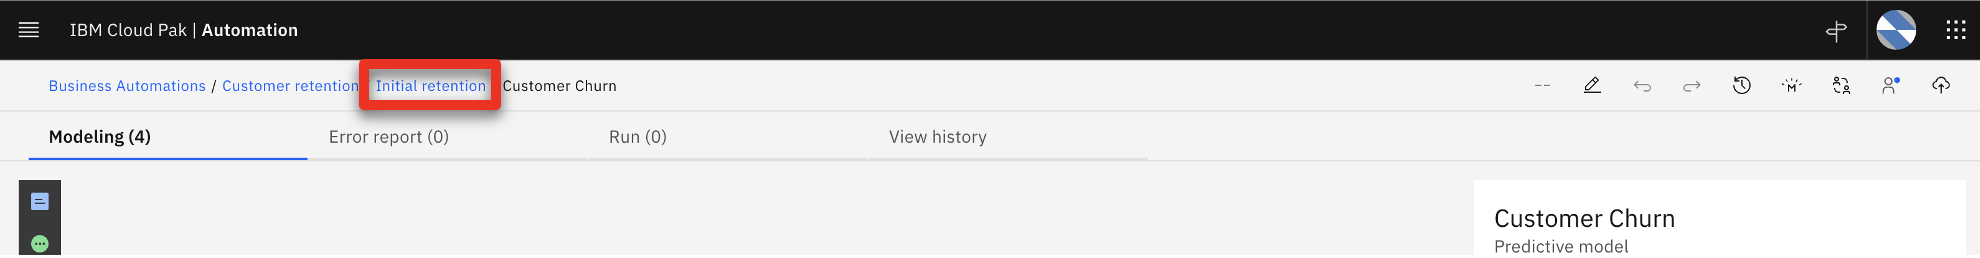 IBM Cloud Pak | Automation
Business Automations / Customer retention Initial retention Customer Churn
--
M
Modeling (4) Error report (0) Run (0) View history
Customer Churn
Predictive model